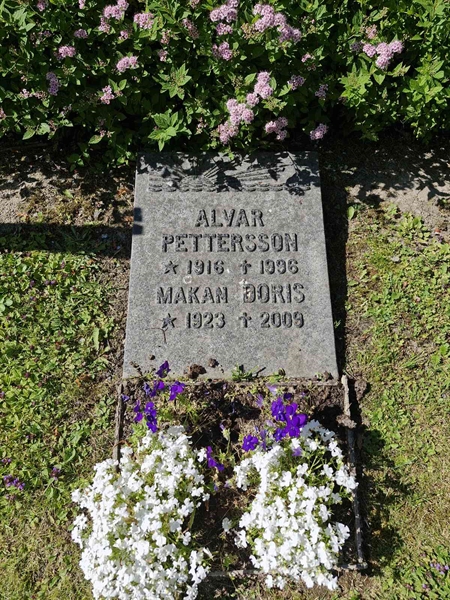 ALVAR
PETTERSSON
★ 1916 ✝ 1996
MAKAN DORIS
★ 1923 ✝ 2009